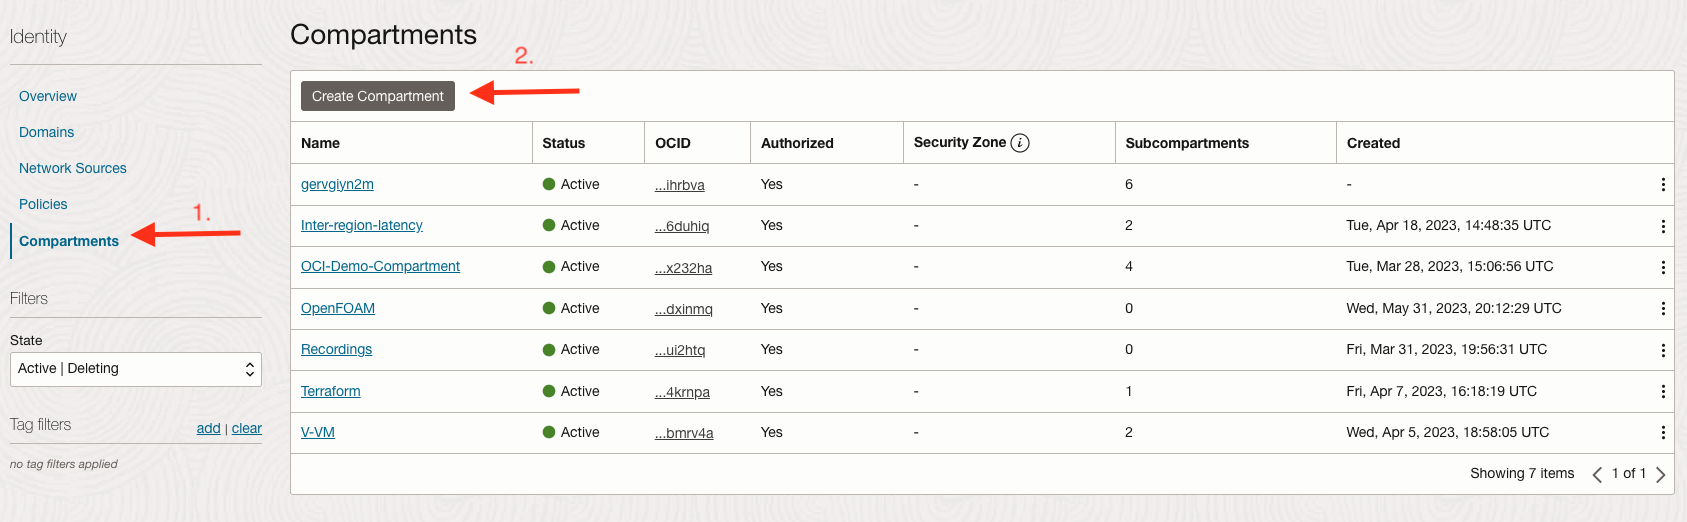 Identity
Overview
Domains
Network Sources
Policies
1.
Compartments
Filters
State
Active | Deleting
Tag filters add | clear
no tag filters applied
Compartments
2.
Create Compartment
Name Status OCID Authorized Security Zone i Subcompartments Created
gervgiyn2m Active ...ihrbva Yes - 6 -
Inter-region-latency Active ...6duhiq Yes - 2 Tue, Apr 18, 2023, 14:48:35 UTC
OCI-Demo-Compartment Active ...x232ha Yes - 4 Tue, Mar 28, 2023, 15:06:56 UTC
OpenFOAM Active ...dxinmq Yes - 0 Wed, May 31, 2023, 20:12:29 UTC
Recordings Active ...ui2htq Yes - 0 Fri, Mar 31, 2023, 19:56:31 UTC
Terraform Active ...4krnpa Yes - 1 Fri, Apr 7, 2023, 16:18:19 UTC
V-VM Active ...bmrv4a Yes - 2 Wed, Apr 5, 2023, 18:58:05 UTC
Showing 7 items < 1 of 1 >